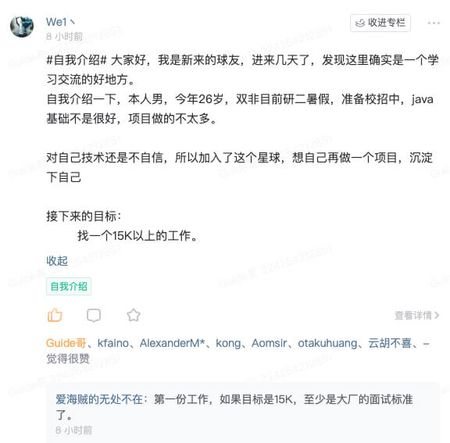 We1丶
收进专栏
8 小时前
#自我介绍# 大家好，我是新来的球友，进来几天了，发现这里确实是一个学
习交流的好地方。
自我介绍一下，本人男，今年26岁，双非目前研二暑假，准备校招中，java
基础不是很好，项目做的不太多。
对自己技术还是不自信，所以加入了这个星球，想自己再做一个项目，沉淀
下自己
接下来的目标：
找一个15K以上的工作。
收起
自我介绍
查看详情
Guide哥、kfaino、AlexanderM*、kong、Aomsir、otakuhuang、云胡不喜、~
觉得很赞
爱海贼的无处不在：第一份工作，如果目标是15K，至少是大厂的面试标准
了。
8 小时前